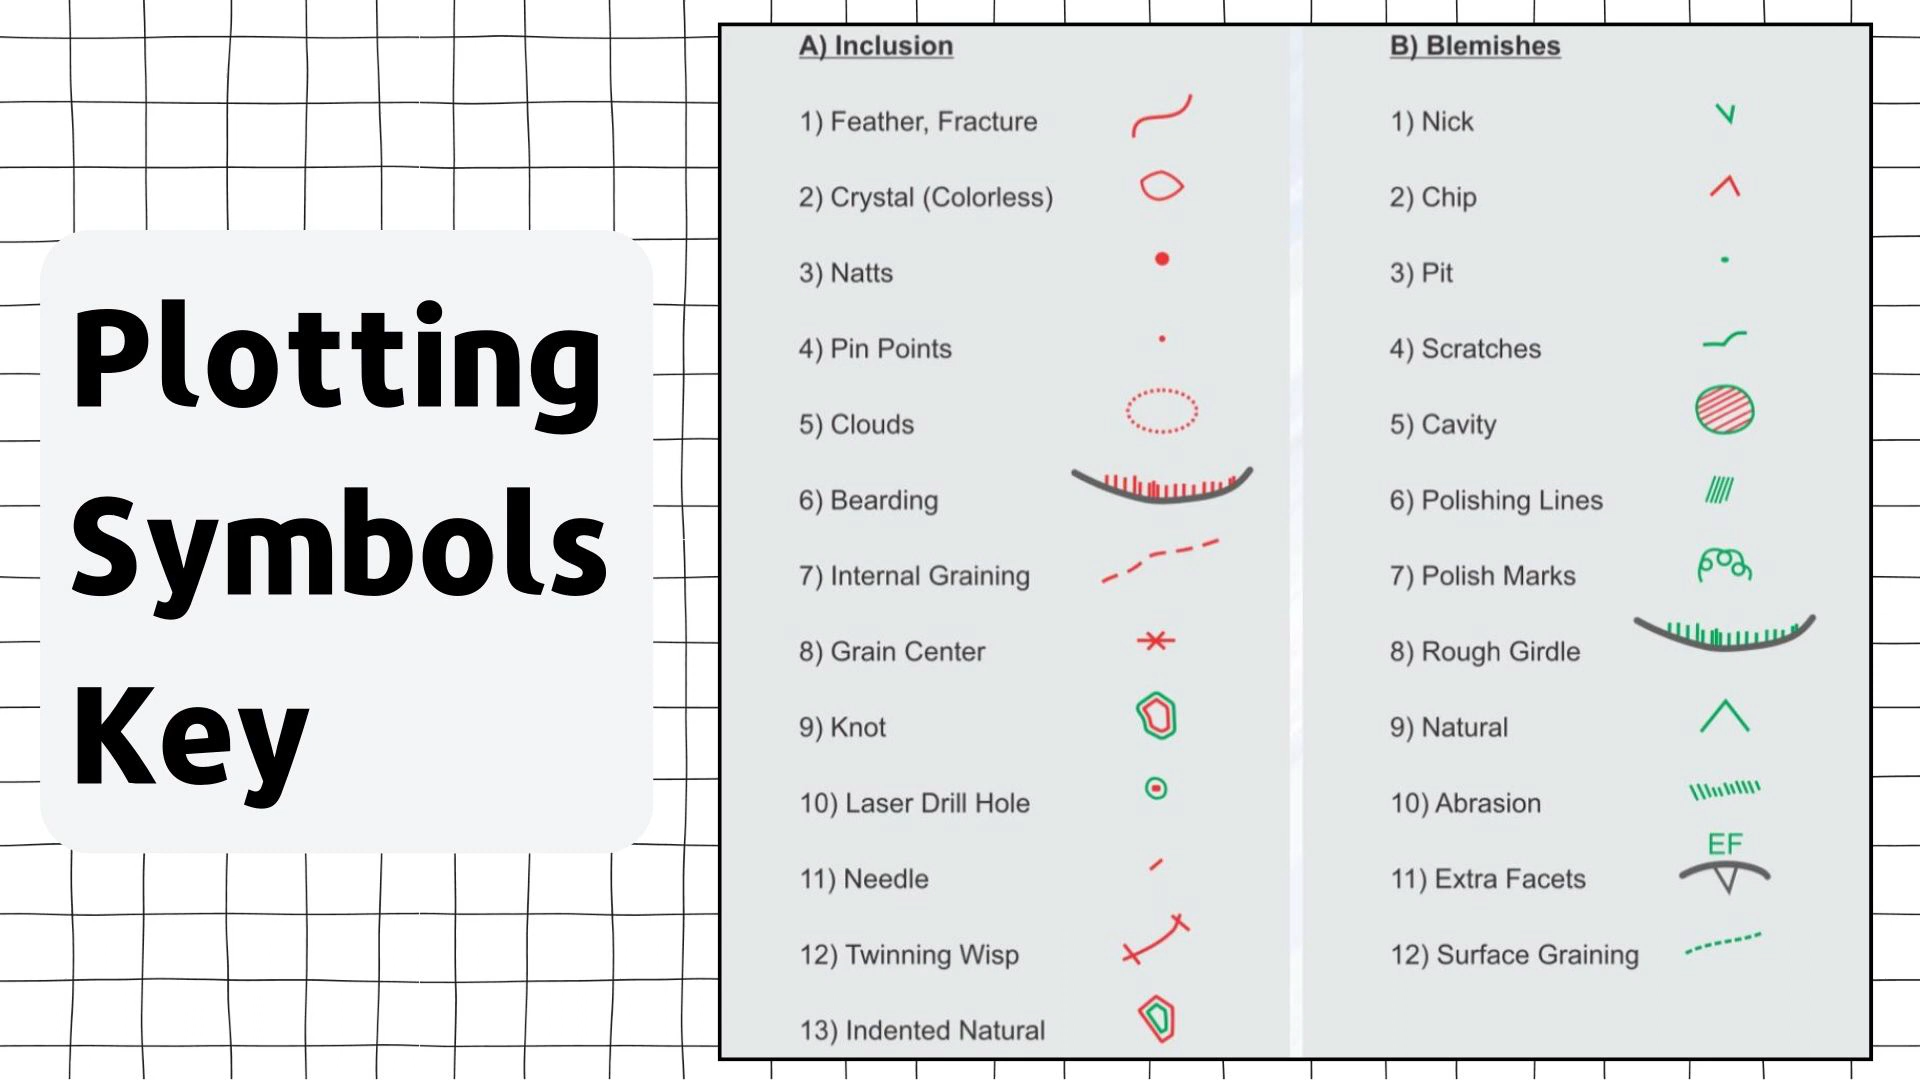 Plotting
Symbols
Key
A) Inclusion
1) Feather, Fracture
2) Crystal (Colorless)
3) Natts
4) Pin Points
5) Clouds
6) Bearding
7) Internal Graining
8) Grain Center
9) Knot
10) Laser Drill Hole
11) Needle
12) Twinning Wisp
13) Indented Natural
B) Blemishes
1) Nick
2) Chip
3) Pit
4) Scratches
5) Cavity
6) Polishing Lines
7) Polish Marks
8) Rough Girdle
9) Natural
10) Abrasion
EF
11) Extra Facets
12) Surface Graining